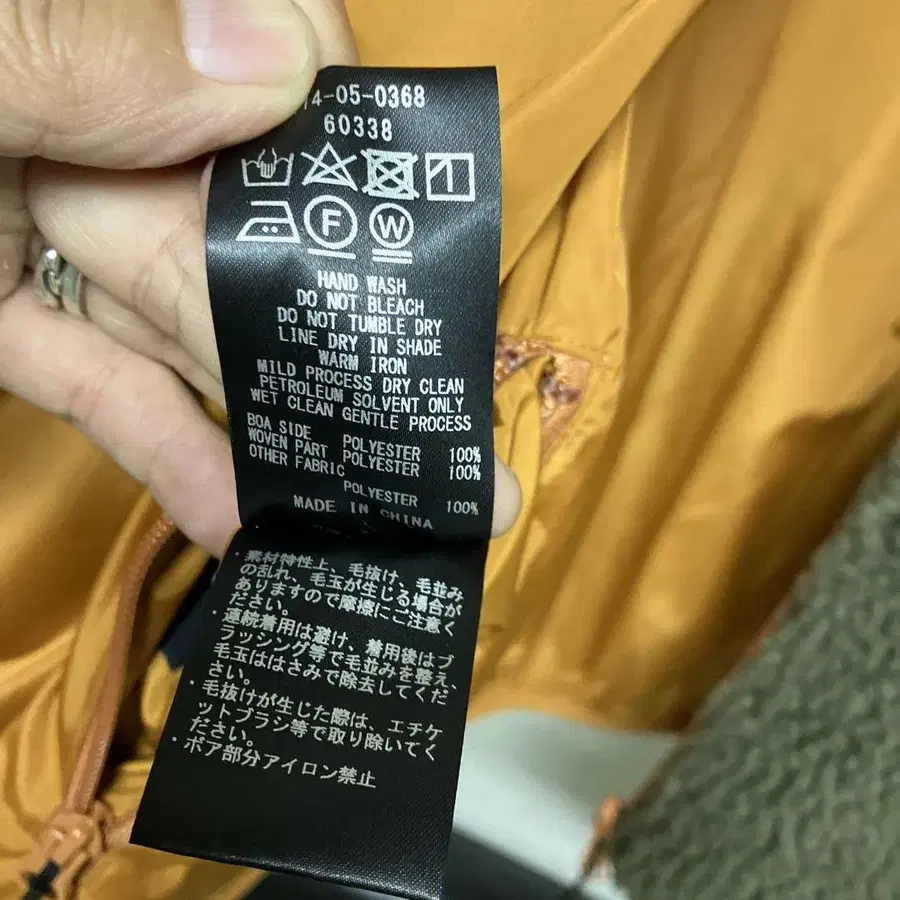 14-05-0368
60338
F
W
HAND WASH
DO NOT BLEACH
DO NOT TUMBLE DRY
LINE DRY IN SHADE
WARM IRON
MILD PROCESS DRY CLEAN
PETROLEUM SOLVENT ONLY
WET CLEAN GENTLE PROCESS
BOA SIDE
WOVEN PART POLYESTER 100%
OTHER FABRIC POLYESTER 100%
POLYESTER 100%
MADE IN CHINA
・素材特性上、毛抜け、毛並み
の乱れ、毛玉が生じる場合が
ありますので摩擦にご注意く
ださい。
・連続着用は避け、着用後はブ
ラッシング等で毛並みを整え、
毛玉ははさみで除去してくだ
さい。
・毛抜けが生じた際は、エチケ
ットブラシ等で取り除いてく
ださい。
・ボア部分アイロン禁止